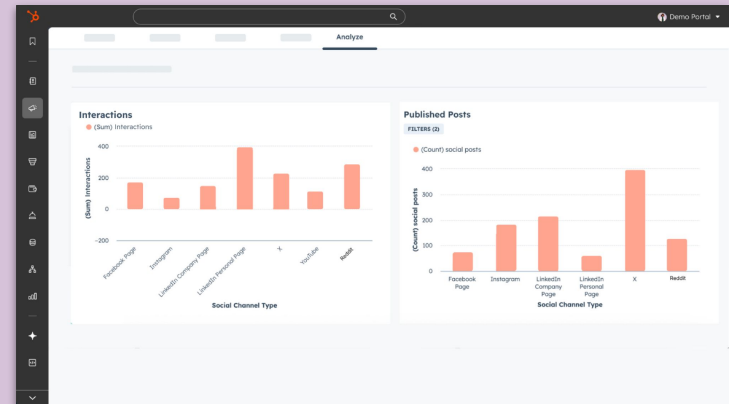 Demo Portal
Analyze
Interactions
(Sum) Interactions
400
200
0
-200
(Sum) Interactions
Facebook Page
Instagram
LinkedIn Company Page
LinkedIn Personal Page
X
YouTube
Reddit
Social Channel Type
Published Posts
FILTERS (2)
(Count) social posts
400
300
200
100
0
(Count) social posts
Facebook
Page
Instagram
LinkedIn
Company
Page
LinkedIn
Personal
Page
X
Reddit
Social Channel Type